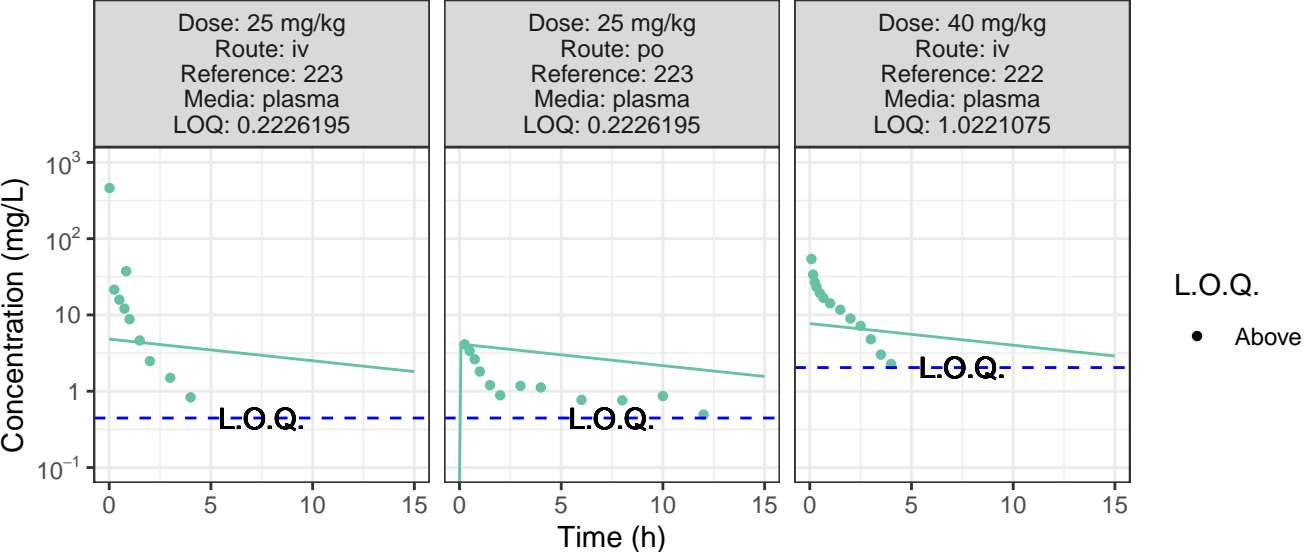 Dose: 25 mg/kg
Route: iv
Reference: 223
Media: plasma
LOQ: 0.2226195
Dose: 25 mg/kg
Route: po
Reference: 223
Media: plasma
LOQ: 0.2226195
Dose: 40 mg/kg
Route: iv
Reference: 222
Media: plasma
LOQ: 1.0221075
Concentration (mg/L)
10³
10²
10
1
10⁻¹
L.O.Q.
L.O.Q.
L.O.Q.
0 5 10 15
0 5 10 15
0 5 10 15
Time (h)
L.O.Q.
Above